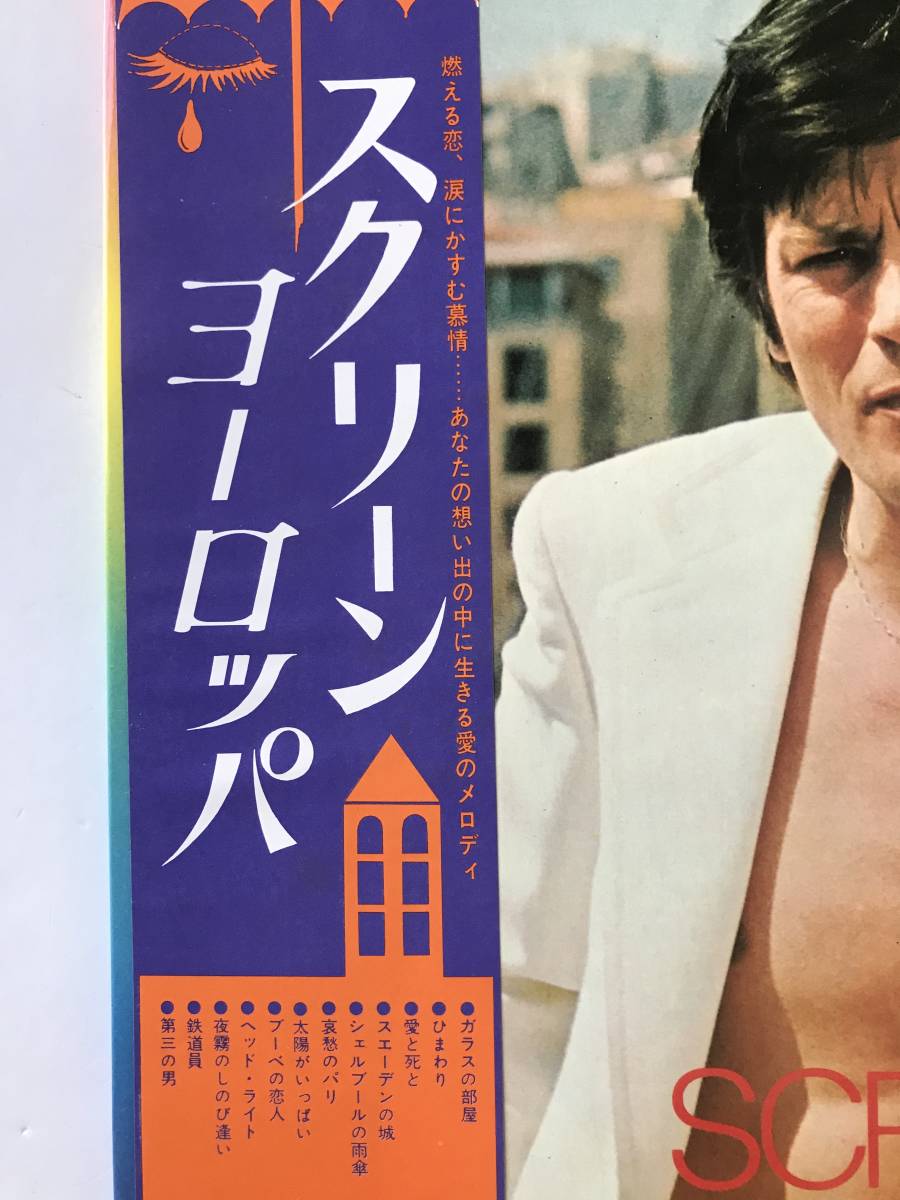 燃える恋、涙にかすむ慕情……あなたの想い出の中に生きる愛のメロディ
スクリーン
ヨーロッパ
●ガラスの部屋
●ひまわり
●愛と死と
●スエーデンの城
●シェルブールの雨傘
●哀愁のパリ
●太陽がいっぱい
●ブーベの恋人
●ヘッド・ライト
●夜霧のしのび逢い
●鉄道員
●第三の男
SCR